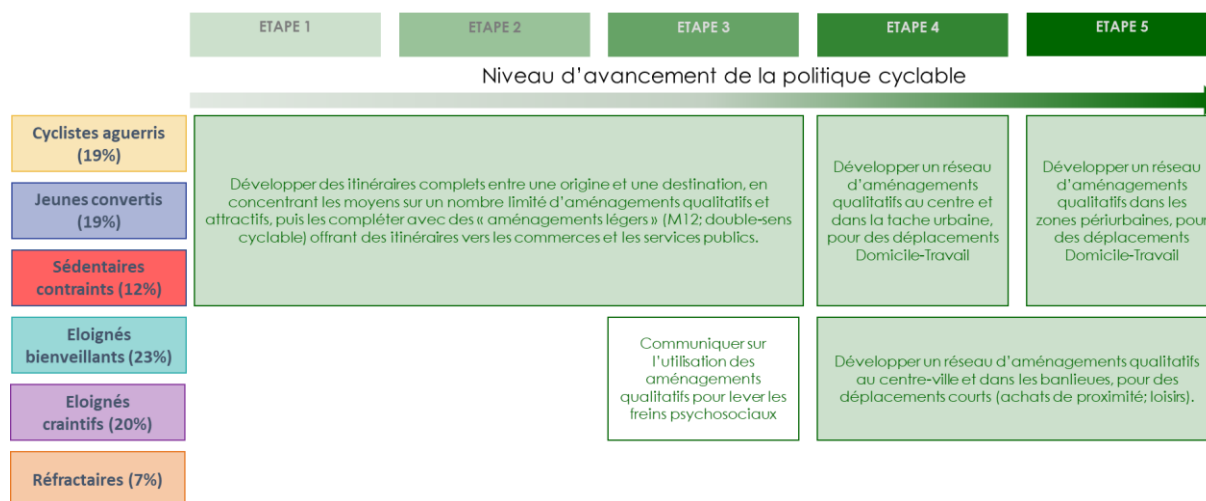 ETAPE 1
ETAPE 2
ETAPE 3
ETAPE 4
ETAPE 5
Niveau d'avancement de la politique cyclable
Cyclistes aguerris
(19%)
Jeunes convertis
(19%)
Sédentaires
contraints (12%)
Eloignés
bienveillants (23%)
Eloignés
craintifs (20%)
Réfractaires (7%)
Développer des itinéraires complets entre une origine et une destination, en
concentrant les moyens sur un nombre limité d'aménagements qualitatifs et
attractifs, puis les compléter avec des « aménagements légers » (M12; double-sens
cyclable) offrant des itinéraires vers les commerces et les services publics.
Développer un réseau
d'aménagements
qualitatifs au centre et
dans la tache urbaine,
pour des déplacements
Domicile-Travail
Développer un réseau
d'aménagements
qualitatifs dans les
zones périurbaines, pour
des déplacements
Domicile-Travail
Communiquer sur
l'utilisation des
aménagements
qualitatifs pour lever les
freins psychosociaux
Développer un réseau d'aménagements qualitatifs
au centre-ville et dans les banlieues, pour des
déplacements courts (achats de proximité; loisirs).